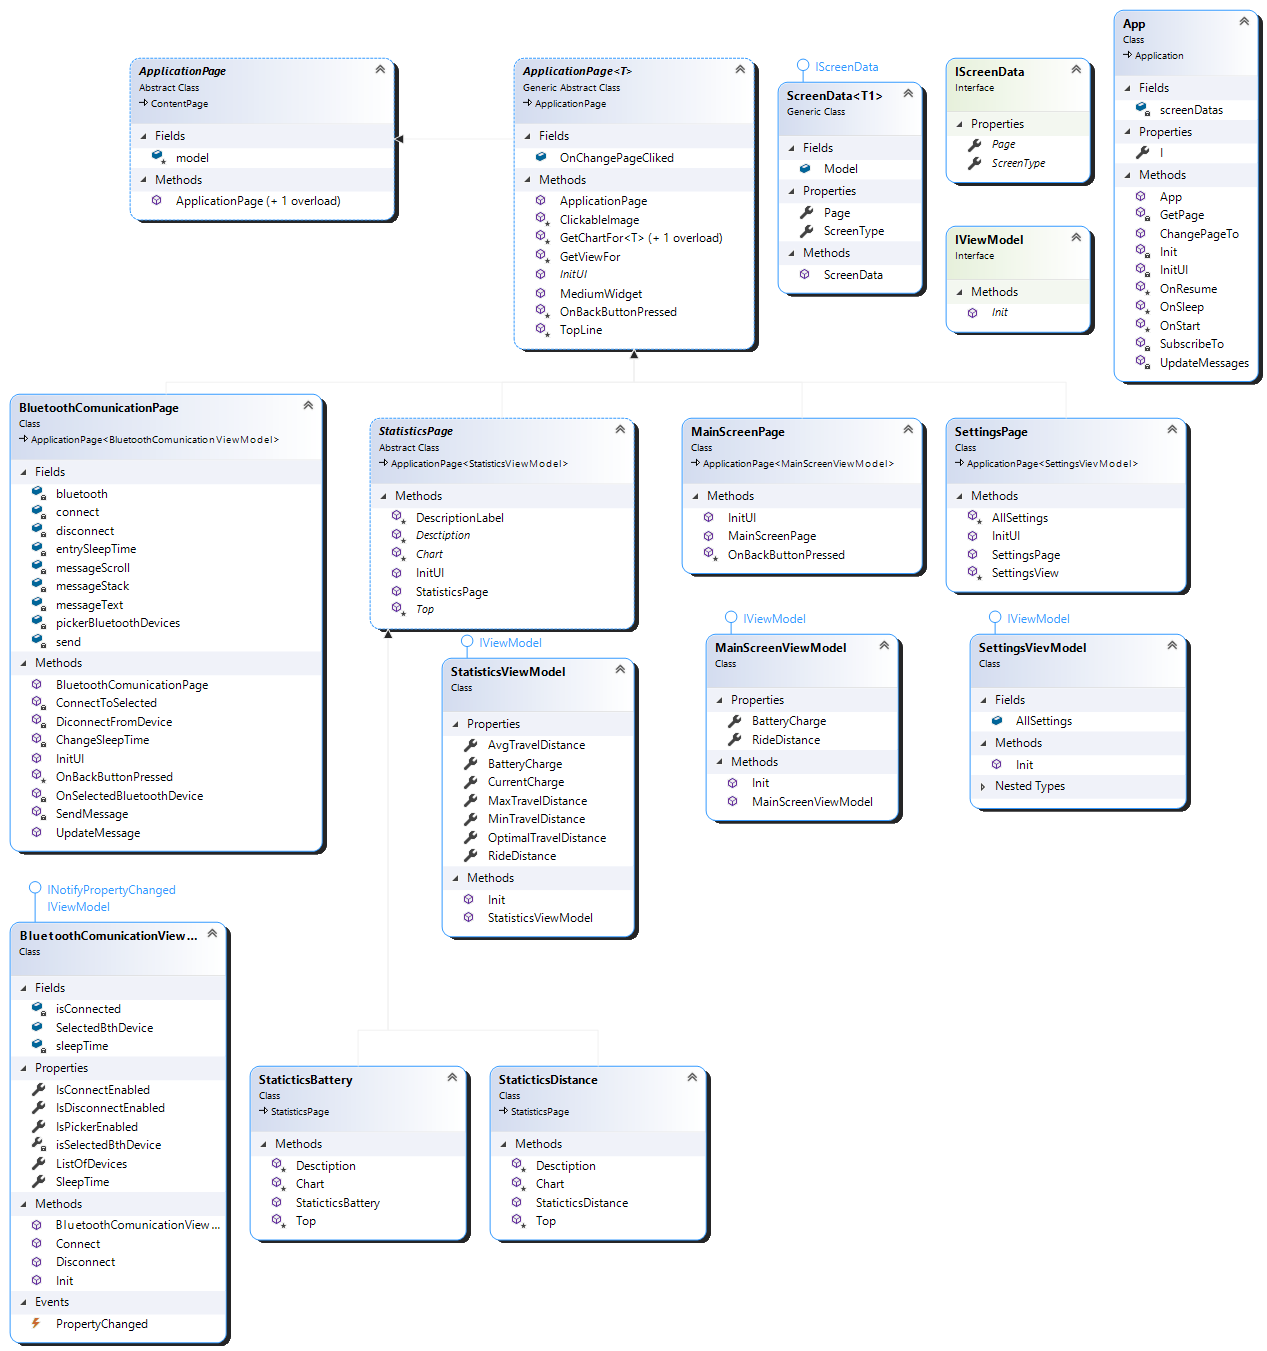 ApplicationPage
Abstract Class
ContentPage
Fields
model
Methods
ApplicationPage (+ 1 overload)
ApplicationPage<T>
Generic Abstract Class
ApplicationPage
Fields
OnChangePageCliked
Methods
ApplicationPage
ClickableImage
GetChartFor<T> (+ 1 overload)
GetViewFor
InitUI
MediumWidget
OnBackButtonPressed
TopLine
IScreenData
ScreenData<T1>
Generic Class
Fields
Model
Properties
Page
ScreenType
Methods
ScreenData
IScreenData
Interface
Properties
Page
ScreenType
IViewModel
Interface
Methods
Init
App
Class
Application
Fields
screenDatas
Properties
I
Methods
App
GetPage
ChangePageTo
Init
InitUI
OnResume
OnSleep
OnStart
SubscribeTo
UpdateMessages
BluetoothComunicationPage
Class
ApplicationPage<BluetoothComunicationViewModel>
Fields
bluetooth
connect
disconnect
entrySleepTime
messageScroll
messageStack
messageText
pickerBluetoothDevices
send
Methods
BluetoothComunicationPage
ConnectToSelected
DiconnectFromDevice
ChangeSleepTime
InitUI
OnBackButtonPressed
OnSelectedBluetoothDevice
SendMessage
UpdateMessage
StatisticsPage
Abstract Class
ApplicationPage<StatisticsViewModel>
Methods
DescriptionLabel
Desctiption
Chart
InitUI
StatisticsPage
Top
MainScreenPage
Class
ApplicationPage<MainScreenViewModel>
Methods
InitUI
MainScreenPage
OnBackButtonPressed
SettingsPage
Class
ApplicationPage<SettingsVievModel>
Methods
AllSettings
InitUI
SettingsPage
SettingsView
IViewModel
StatisticsViewModel
Class
Properties
AvgTravelDistance
BatteryCharge
CurrentCharge
MaxTravelDistance
MinTravelDistance
OptimalTravelDistance
RideDistance
Methods
Init
StatisticsViewModel
IViewModel
MainScreenViewModel
Class
Properties
BatteryCharge
RideDistance
Methods
Init
MainScreenViewModel
IViewModel
SettingsVievModel
Class
Fields
AllSettings
Methods
Init
Nested Types
INotifyPropertyChanged
IViewModel
BluetoothComunicationView...
Class
Fields
isConnected
SelectedBthDevice
sleepTime
Properties
IsConnectEnabled
IsDisconnectEnabled
IsPickerEnabled
isSelectedBthDevice
ListOfDevices
SleepTime
Methods
BluetoothComunicationView...
Connect
Disconnect
Init
Events
PropertyChanged
StaticticsBattery
Class
StatisticsPage
Methods
Desctiption
Chart
StaticticsBattery
Top
StaticticsDistance
Class
StatisticsPage
Methods
Desctiption
Chart
StaticticsDistance
Top